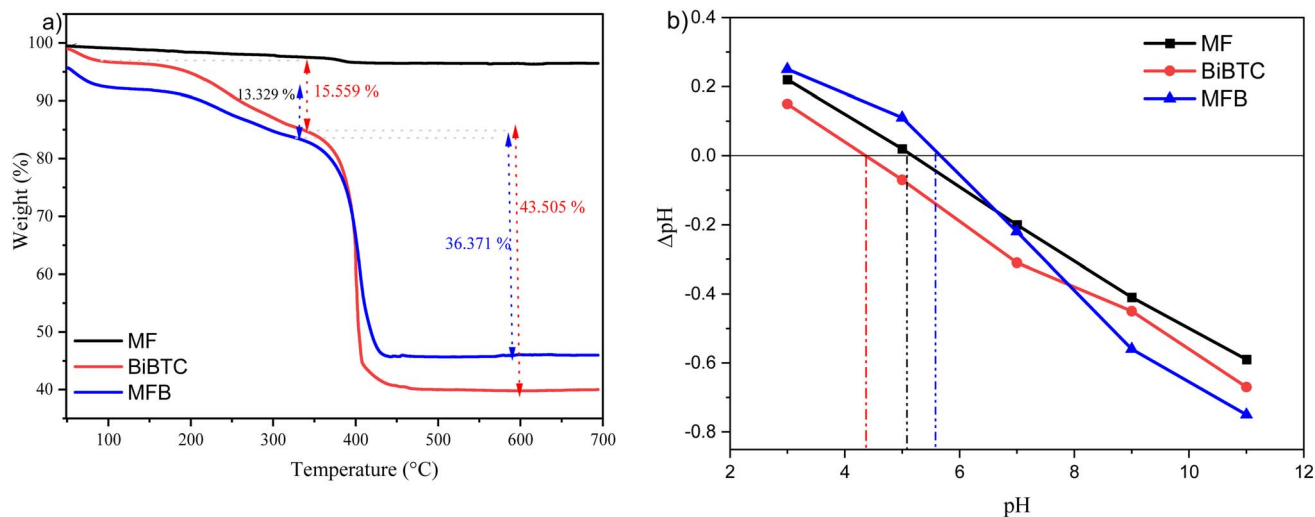 a)
100
90
80
70
60
50
40
Weight (%)
13.329 %
15.559 %
43.505 %
36.371 %
MF
BiBTC
MFB
100
200
300
400
500
600
700
Temperature (°C)
b)
0.4
0.2
0.0
-0.2
-0.4
-0.6
-0.8
ΔpH
MF
BiBTC
MFB
2
4
6
8
10
12
pH